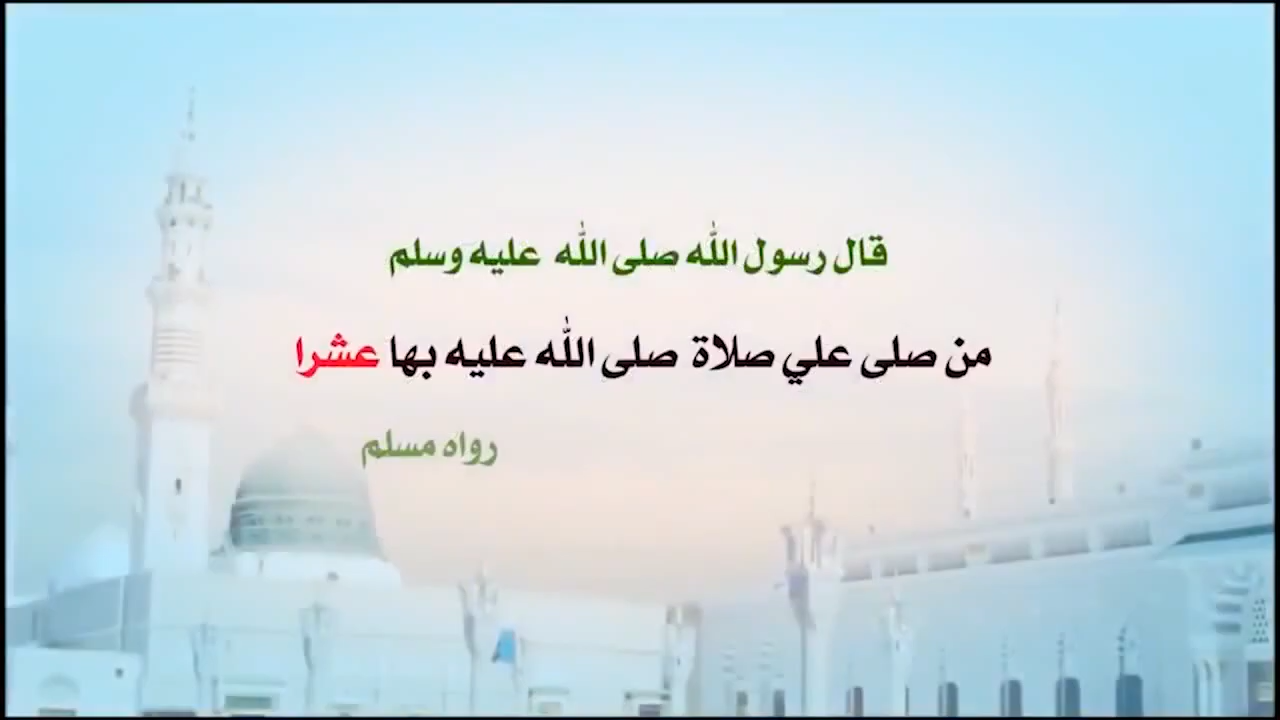 قال رسول الله صلى الله عليه وسلم
من صلى علي صلاة صلى الله عليه بها عشرا
رواه مسلم